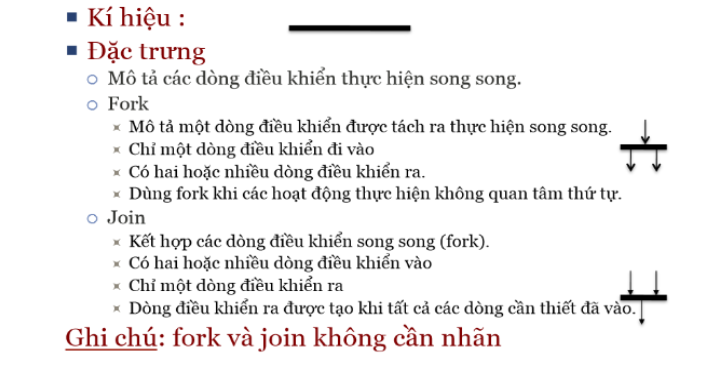 Kí hiệu :
Đặc trưng
Mô tả các dòng điều khiển thực hiện song song.
Fork
Mô tả một dòng điều khiển được tách ra thực hiện song song.
Chỉ một dòng điều khiển đi vào
Có hai hoặc nhiều dòng điều khiển ra.
Dùng fork khi các hoạt động thực hiện không quan tâm thứ tự.
Join
Kết hợp các dòng điều khiển song song (fork).
Có hai hoặc nhiều dòng điều khiển vào
Chỉ một dòng điều khiển ra
Dòng điều khiển ra được tạo khi tất cả các dòng cần thiết đã vào.
Ghi chú: fork và join không cần nhãn